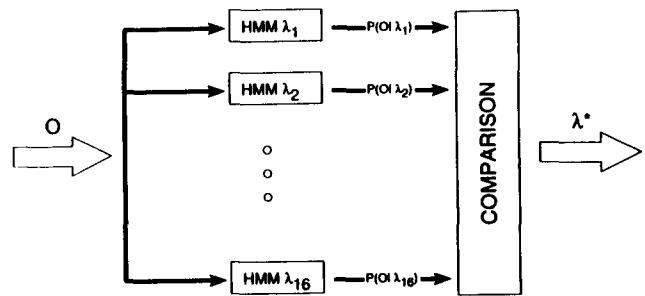 O
HMM λ1
P(O| λ1)
HMM λ2
P(O| λ2)
HMM λ16
P(O| λ16)
COMPARISON
λ*